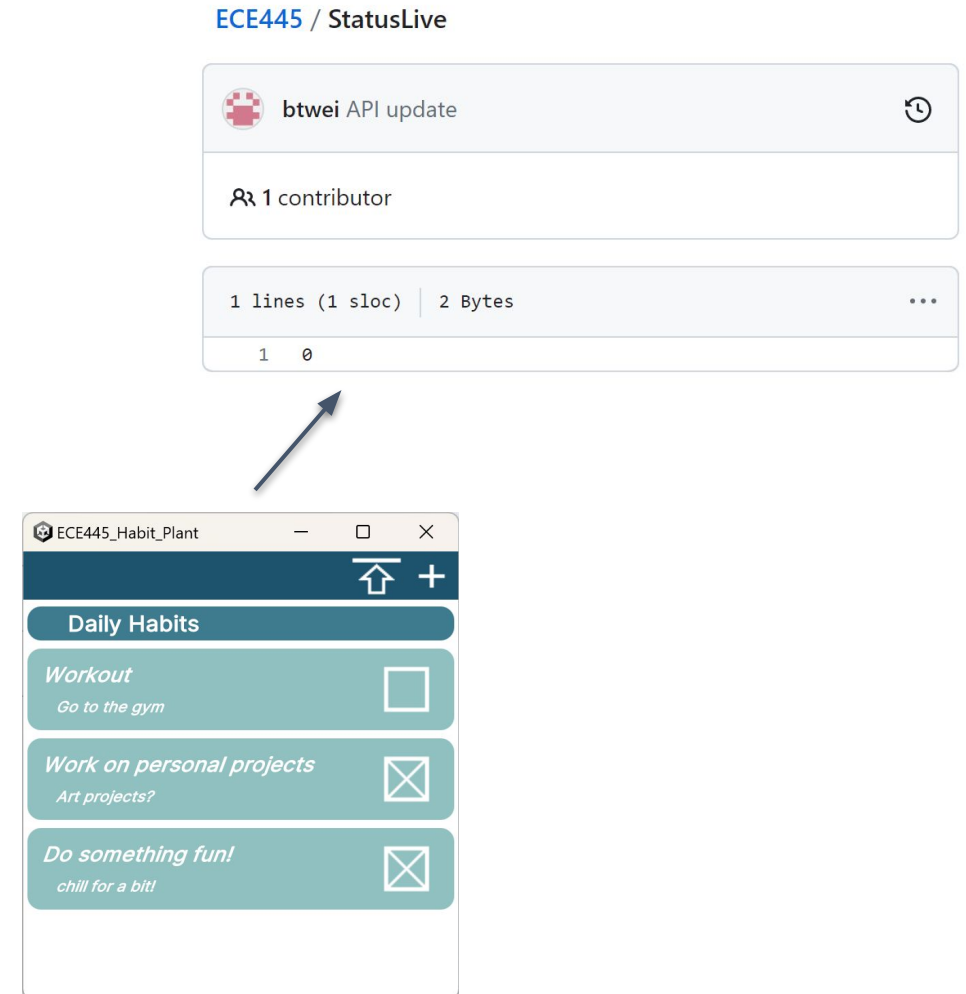 ECE445 / StatusLive
btwei API update
1 contributor
1 lines (1 sloc) 2 Bytes
1 0
ECE445_Habit_Plant
Daily Habits
Workout
Go to the gym
Work on personal projects
Art projects?
Do something fun!
chill for a bit!